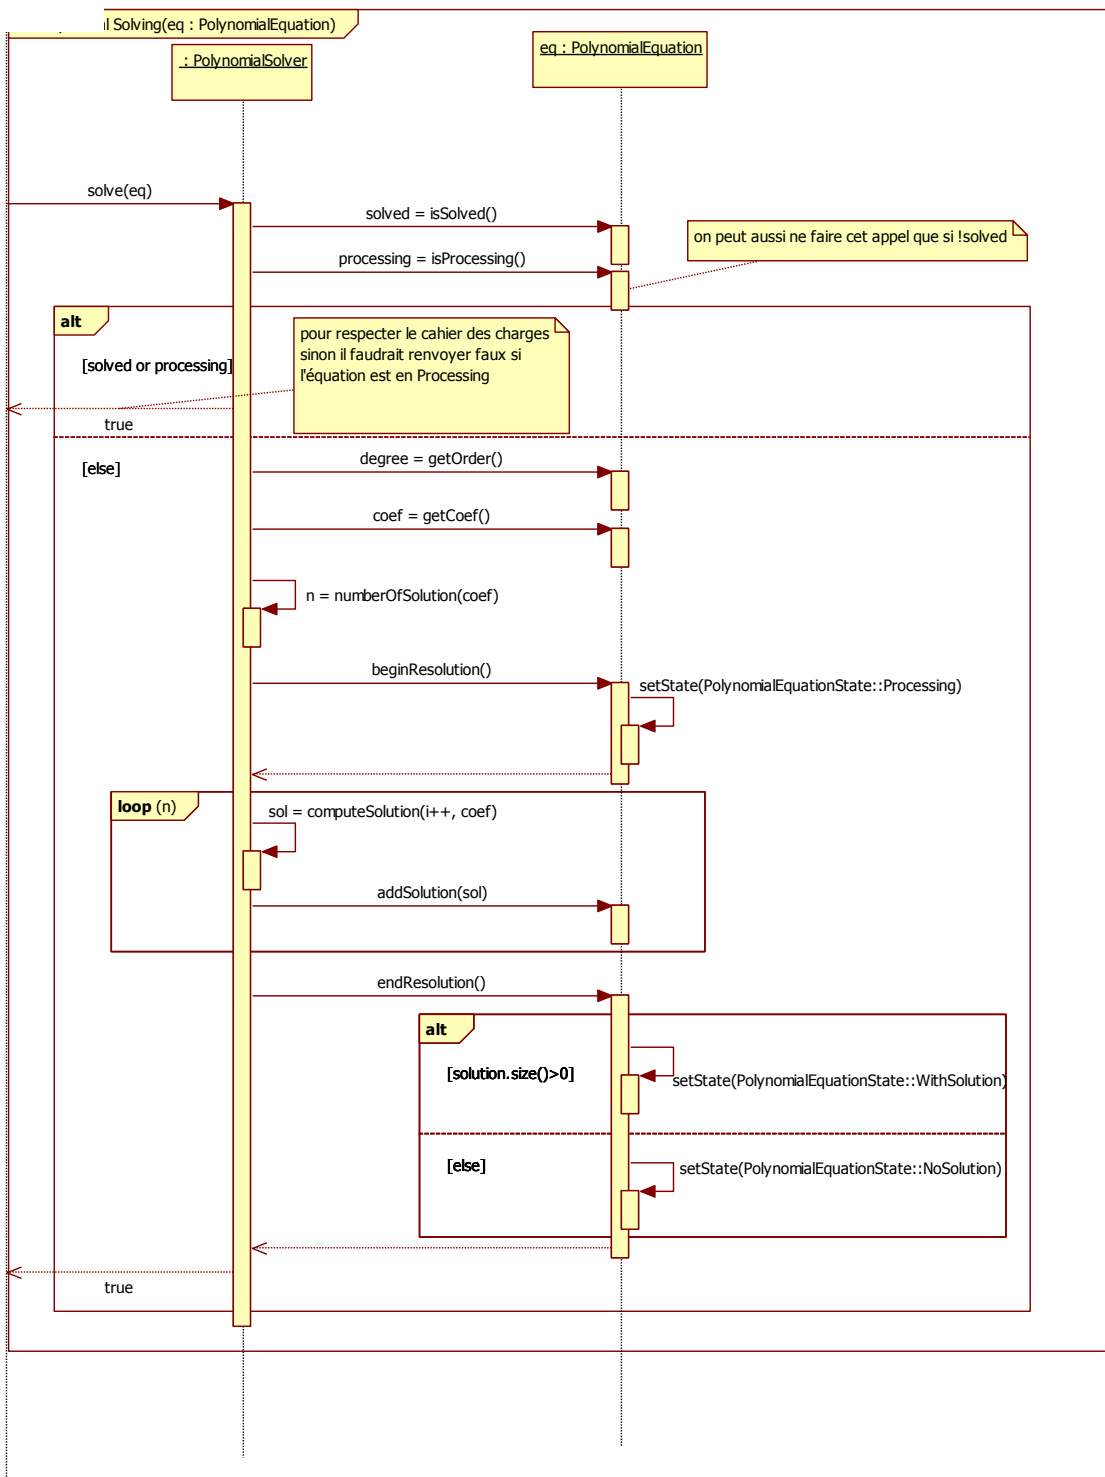 l Solving(eq : PolynomialEquation)
: PolynomialSolver
eq : PolynomialEquation
solve(eq)
solved = isSolved()
on peut aussi ne faire cet appel que si !solved
processing = isProcessing()
alt
pour respecter le cahier des charges
sinon il faudrait renvoyer faux si
l'équation est en Processing
[solved or processing]
true
[else]
degree = getOrder()
coef = getCoef()
n = numberOfSolution(coef)
beginResolution()
setState(PolynomialEquationState::Processing)
loop (n)
sol = computeSolution(i++, coef)
addSolution(sol)
endResolution()
alt
[solution.size()>0]
setState(PolynomialEquationState::WithSolution)
[else]
setState(PolynomialEquationState::NoSolution)
true